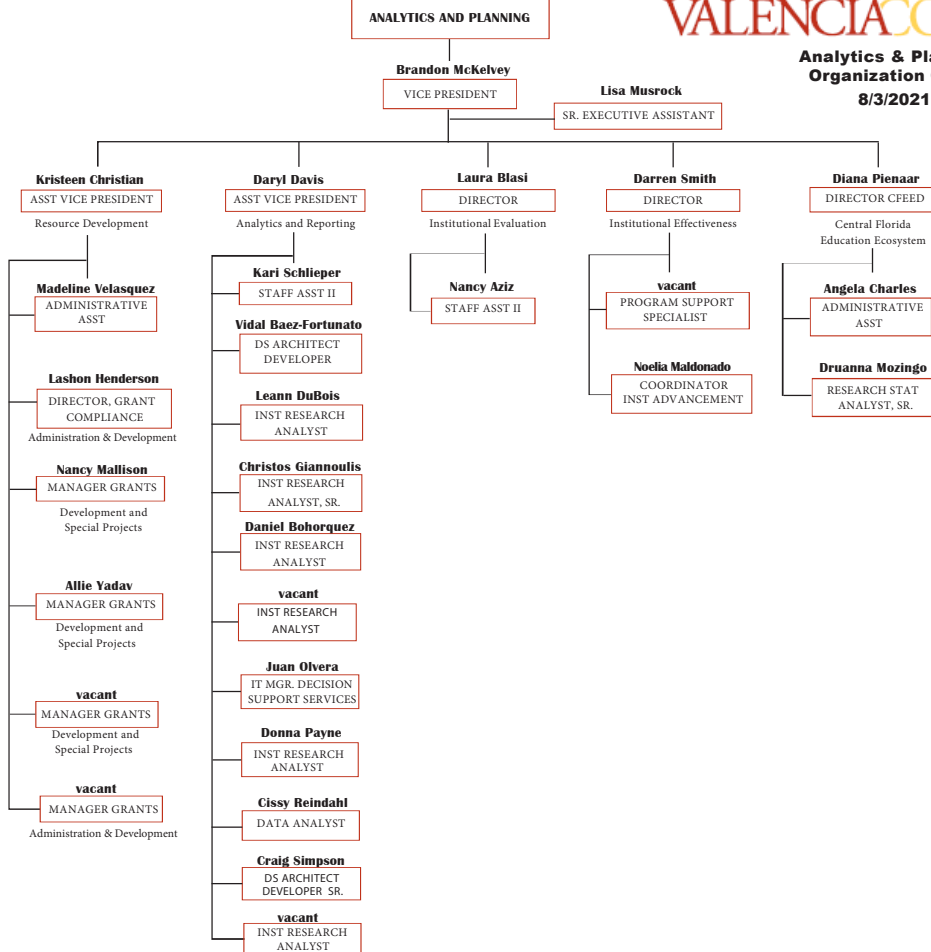 ANALYTICS AND PLANNING
VALENCIA
Analytics &
Organization
8/3/2021
Brandon McKelvey
VICE PRESIDENT
Lisa Musrock
SR. EXECUTIVE ASSISTANT
Kristeen Christian
ASST VICE PRESIDENT
Resource Development
Madeline Velasquez
ADMINISTRATIVE
ASST
Lashon Henderson
DIRECTOR, GRANT
COMPLIANCE
Administration & Development
Nancy Mallison
MANAGER GRANTS
Development and
Special Projects
Allie Yadav
MANAGER GRANTS
Development and
Special Projects
vacant
MANAGER GRANTS
Development and
Special Projects
vacant
MANAGER GRANTS
Administration & Development
Daryl Davis
ASST VICE PRESIDENT
Analytics and Reporting
Kari Schlieper
STAFF ASST II
Vidal Baez-Fortunato
DS ARCHITECT
DEVELOPER
Leann DuBois
INST RESEARCH
ANALYST
Christos Giannoulis
INST RESEARCH
ANALYST, SR.
Daniel Bohorquez
INST RESEARCH
ANALYST
vacant
INST RESEARCH
ANALYST
Juan Olvera
IT MGR. DECISION
SUPPORT SERVICES
Donna Payne
INST RESEARCH
ANALYST
Cissy Reindahl
DATA ANALYST
Craig Simpson
DS ARCHITECT
DEVELOPER SR.
vacant
INST RESEARCH
ANALYST
Laura Blasi
DIRECTOR
Institutional Evaluation
Nancy Aziz
STAFF ASST II
Darren Smith
DIRECTOR
Institutional Effectiveness
vacant
PROGRAM SUPPORT
SPECIALIST
Noelia Maldonado
COORDINATOR
INST ADVANCEMENT
Diana Pienaar
DIRECTOR CFEED
Central Florida
Education Ecosystem
Angela Charles
ADMINISTRATIVE
ASST
Druanna Mozingo
RESEARCH STAT
ANALYST, SR.